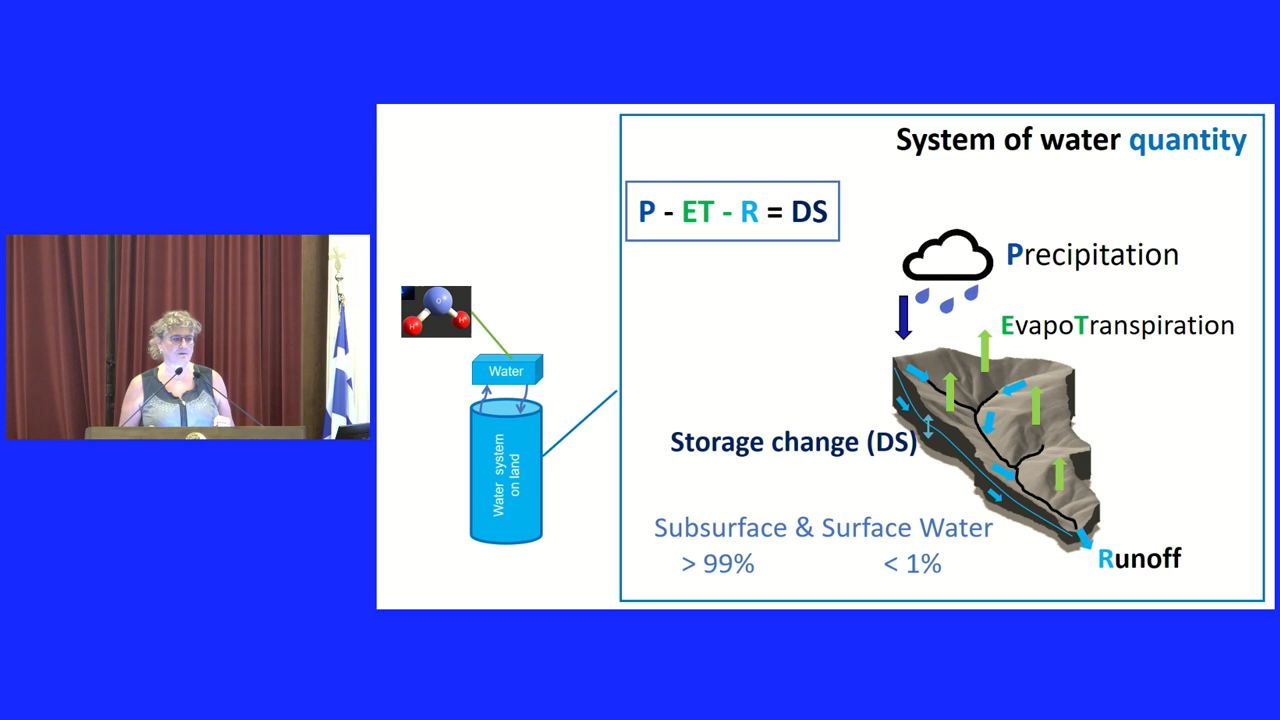 System of water quantity
P - ET - R = DS
Precipitation
EvapoTranspiration
Water
Water system
on land
Storage change (DS)
Subsurface & Surface Water
> 99%
< 1%
Runoff